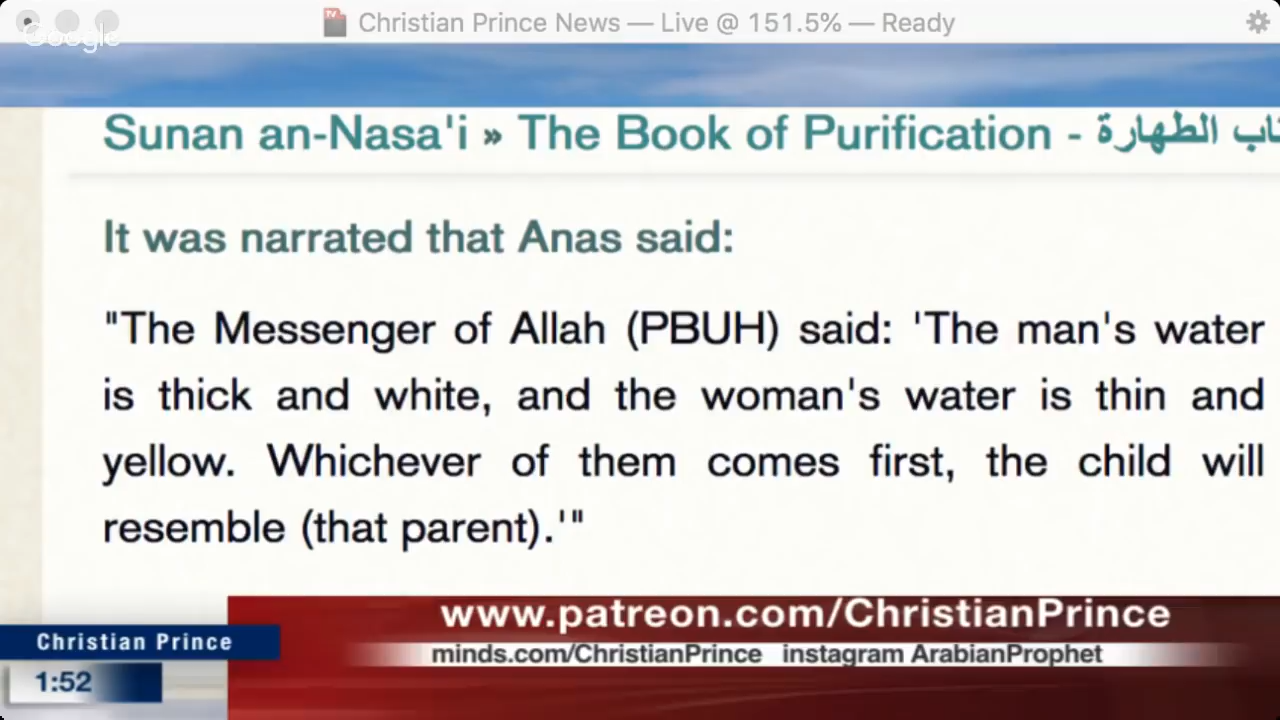 Christian Prince News — Live @ 151.5% — Ready
Google
Sunan an-Nasa'i » The Book of Purification - الطهارة
It was narrated that Anas said:
"The Messenger of Allah (PBUH) said: 'The man's water
is thick and white, and the woman's water is thin and
yellow. Whichever of them comes first, the child will
resemble (that parent).'"
www.patreon.com/ChristianPrince
Christian Prince
minds.com/ChristianPrince instagram ArabianProphet
1:52